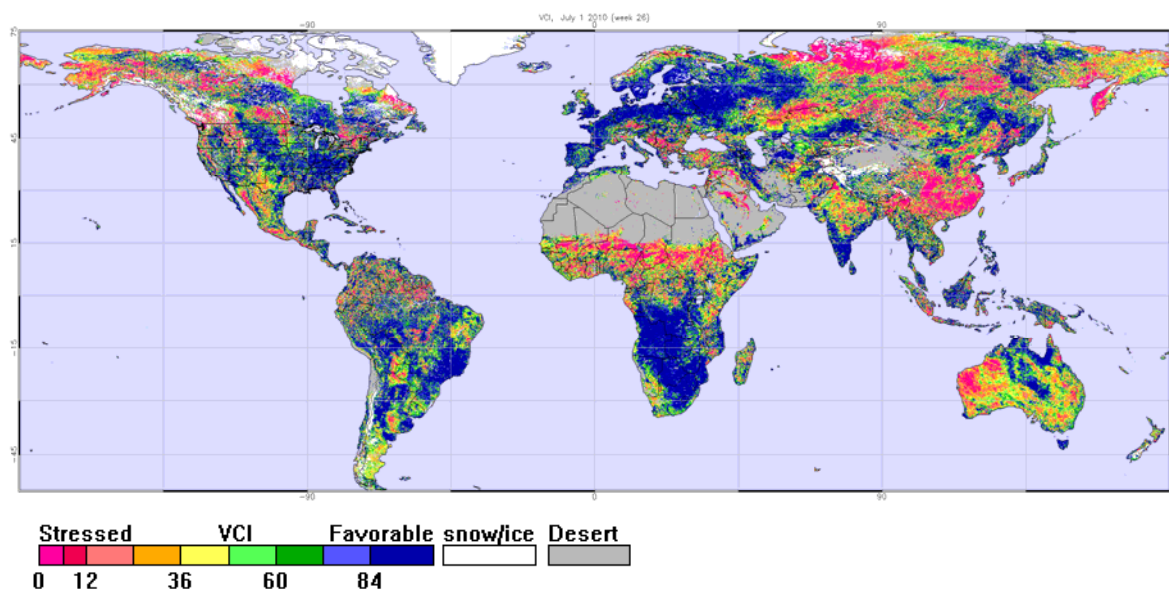 VCI, July 1 2010 (week 26)
-90 0 90
75
45
15
-15
-45
-90 0 90
Stressed VCI Favorable snow/ice Desert
0 12 36 60 84